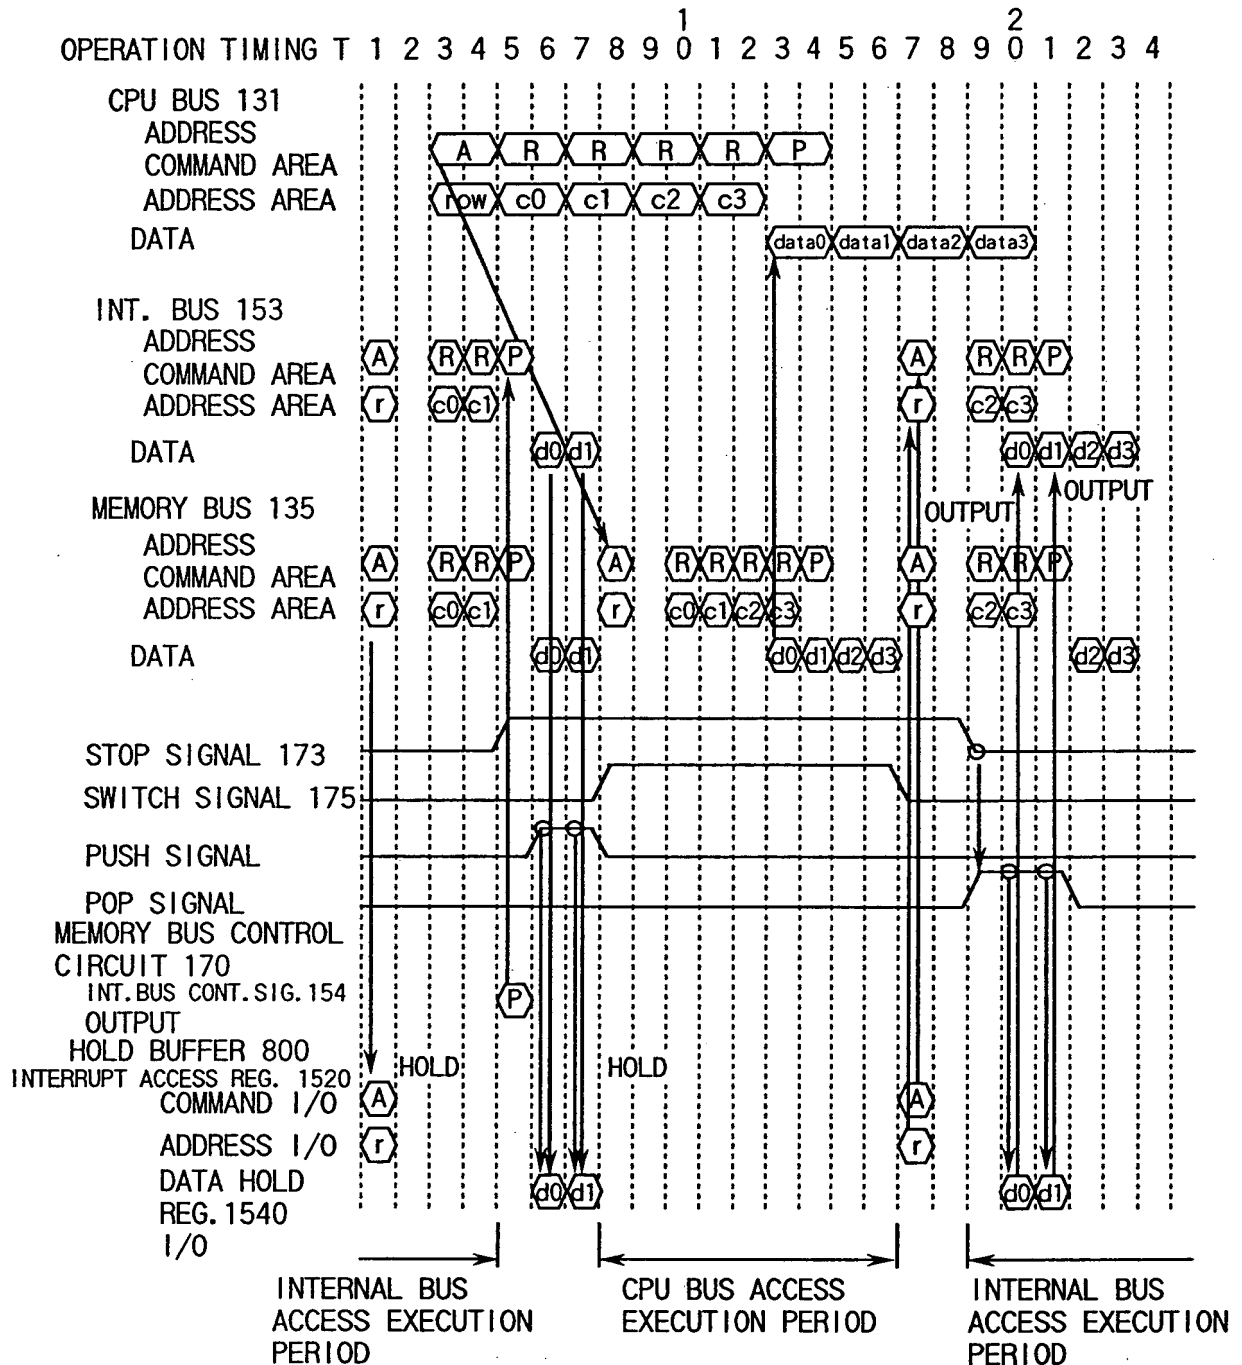 1 2
OPERATION TIMING T 1 2 3 4 5 6 7 8 9 0 1 2 3 4 5 6 7 8 9 0 1 2 3 4
CPU BUS 131
ADDRESS
COMMAND AREA A R R R R P
ADDRESS AREA row c0 c1 c2 c3
DATA data0 data1 data2 data3
INT. BUS 153
ADDRESS
COMMAND AREA A R R P A R R P
ADDRESS AREA r c0 c1 r c2 c3
DATA d0 d1 d0 d1 d2 d3
OUTPUT OUTPUT
MEMORY BUS 135
ADDRESS
COMMAND AREA A R R P A R R R R P A R R P
ADDRESS AREA r c0 c1 r c0 c1 c2 c3 r c2 c3
DATA d0 d1 d0 d1 d2 d3 d2 d3
STOP SIGNAL 173
SWITCH SIGNAL 175
PUSH SIGNAL
POP SIGNAL
MEMORY BUS CONTROL
CIRCUIT 170
INT.BUS CONT.SIG.154 P
OUTPUT
HOLD BUFFER 800 HOLD HOLD
INTERRUPT ACCESS REG. 1520
COMMAND I/O A A
ADDRESS I/O r r
DATA HOLD d0 d1 d0 d1
REG.1540
I/O
INTERNAL BUS
ACCESS EXECUTION
PERIOD
CPU BUS ACCESS
EXECUTION PERIOD
INTERNAL BUS
ACCESS EXECUTION
PERIOD